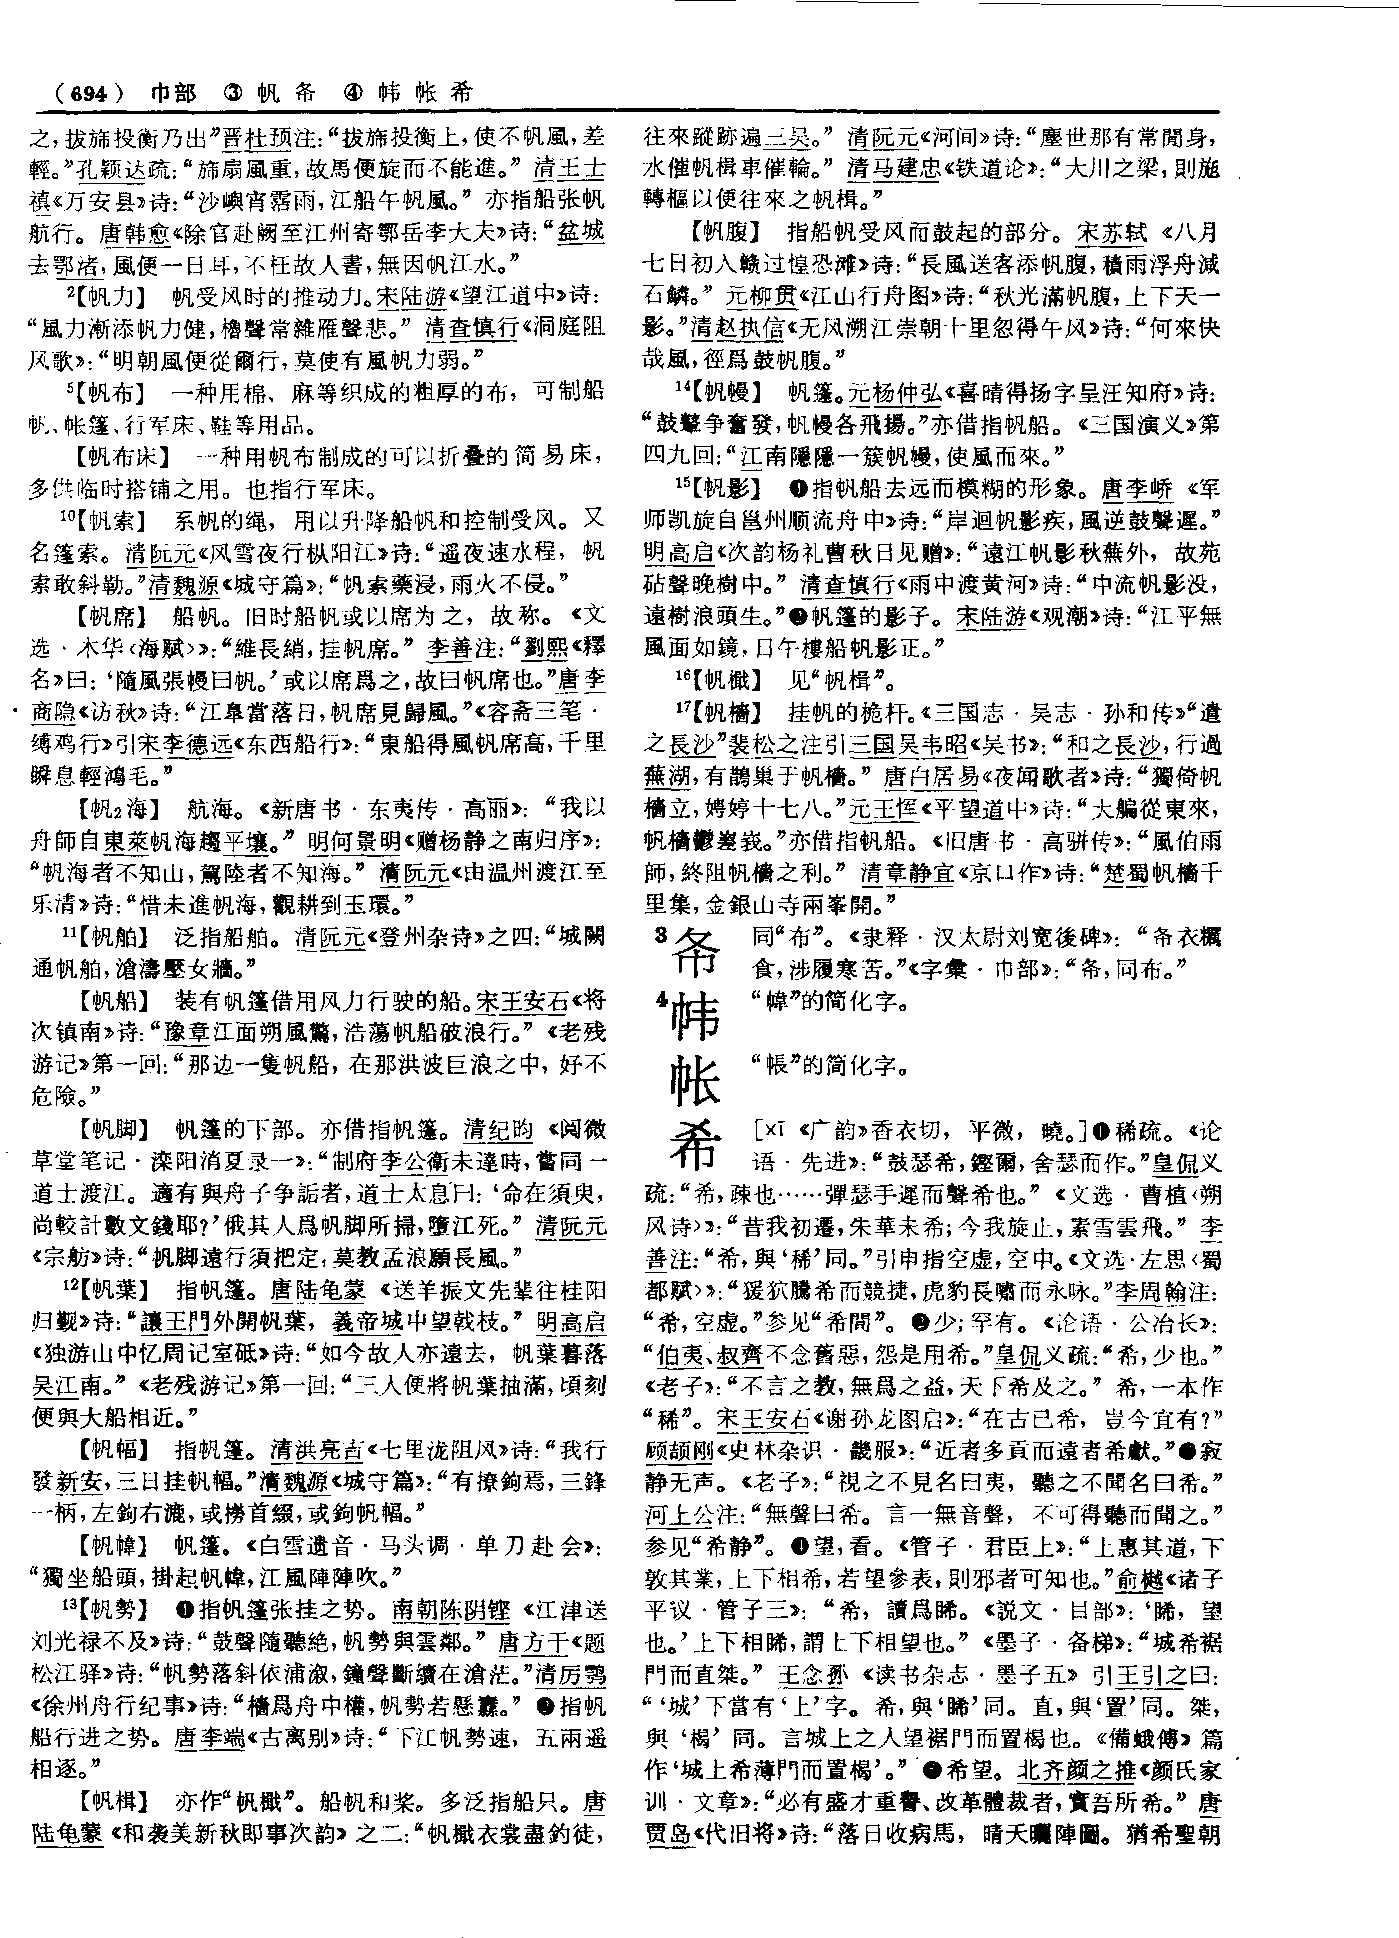 (694) 巾部 ③帆夅 ④帏帐希
之，拔旆投衡乃出”晋杜预注：“拔旆投衡上，使不帆風，差
輕。”孔颖达疏：“旆扇風重，故馬便旋而不能進。” 清王士
禛《万安县》诗：“沙嶼宵霑雨，江船午帆風。” 亦指船张帆
航行。唐韩愈《除官赴阙至江州寄鄂岳李大夫》诗：“盆城
去鄂渚，風便一日耳，不枉故人書，無因帆江水。”
2【帆力】 帆受风时的推动力。宋陆游《望江道中》诗：
“風力漸添帆力健，櫓聲常雜雁聲悲。” 清查慎行《洞庭阻
风歌》：“明朝風便從爾行，莫使有風帆力弱。”
5【帆布】 一种用棉、麻等织成的粗厚的布，可制船
帆、帐篷、行军床、鞋等用品。
【帆布床】 一种用帆布制成的可以折叠的简易床，
多供临时搭铺之用。也指行军床。
10【帆索】 系帆的绳，用以升降船帆和控制受风。又
名篷索。清阮元《风雪夜行枞阳江》诗：“遥夜速水程，帆
索敢斜勒。”清魏源《城守篇》：“帆索藥浸，雨火不侵。”
【帆席】 船帆。旧时船帆或以席为之，故称。《文
选·木华〈海赋〉》：“維長綃，挂帆席。” 李善注：“劉熙《釋
名》曰：‘隨風張幔曰帆。’或以席爲之，故曰帆席也。”唐李
商隐《访秋》诗：“江皋當落日，帆席見歸風。”《容斋三笔·
缚鸡行》引宋李德远《东西船行》：“東船得風帆席高，千里
瞬息輕鴻毛。”
【帆2海】 航海。《新唐书·东夷传·高丽》：“我以
舟師自東萊帆海趨平壤。” 明何景明《赠杨静之南归序》：
“帆海者不知山，駕陸者不知海。” 清阮元《由温州渡江至
乐清》诗：“惜未進帆海，觀耕到玉環。”
11【帆舶】 泛指船舶。清阮元《登州杂诗》之四：“城闕
通帆舶，滄濤壓女牆。”
【帆船】 装有帆篷借用风力行驶的船。宋王安石《将
次镇南》诗：“豫章江面朔風驚，浩蕩帆船破浪行。” 《老残
游记》第一回：“那边一隻帆船，在那洪波巨浪之中，好不
危險。”
【帆脚】 帆篷的下部。亦借指帆篷。清纪昀《阅微
草堂笔记·滦阳消夏录一》：“制府李公衛未達時，嘗同一
道士渡江。適有與舟子争詬者，道士太息曰：‘命在須臾，
尚較計數文錢耶？’俄其人爲帆脚所掃，墮江死。” 清阮元
《宗舫》诗：“帆脚遠行須把定，莫教孟浪願長風。”
12【帆葉】 指帆篷。唐陆龟蒙《送羊振文先辈往桂阳
归觐》诗：“讓王門外開帆葉，義帝城中望戟枝。” 明高启
《独游山中忆周记室砥》诗：“如今故人亦遠去，帆葉暮落
吴江南。” 《老残游记》第一回：“三人便將帆葉抽滿，頃刻
便與大船相近。”
【帆幅】 指帆篷。清洪亮吉《七里泷阻风》诗：“我行
發新安，三日挂帆幅。”清魏源《城守篇》：“有撩鉤焉，三鋒
一柄，左鉤右漉，或撈首綴，或鉤帆幅。”
【帆幃】 帆篷。《白雪遗音·马头调·单刀赴会》：
“獨坐船頭，掛起帆幃，江風陣陣吹。”
13【帆勢】 ❶指帆篷张挂之势。南朝陈阴铿《江津送
刘光禄不及》诗：“鼓聲隨聽絶，帆勢與雲鄰。” 唐方干《题
松江驿》诗：“帆勢落斜依浦溆，鐘聲斷續在滄茫。”清厉鹗
《徐州舟行纪事》诗：“檣爲舟中權，帆勢若懸纛。” ❷指帆
船行进之势。唐李端《古离别》诗：“下江帆勢速，五兩遥
相逐。”
【帆楫】 亦作“帆檝”。船帆和桨。多泛指船只。唐
陆龟蒙《和袭美新秋即事次韵》之二：“帆檝衣裳盡釣徒，
往來蹤跡遍三吴。” 清阮元《河间》诗：“塵世那有常閒身，
水催帆楫車催輪。” 清马建忠《铁道论》：“大川之梁，則施
轉樞以便往來之帆楫。”
【帆腹】 指船帆受风而鼓起的部分。宋苏轼《八月
七日初入赣过惶恐滩》诗：“長風送客添帆腹，積雨浮舟減
石鱗。” 元柳贯《江山行舟图》诗：“秋光滿帆腹，上下天一
影。”清赵执信《无风溯江崇朝十里忽得午风》诗：“何來快
哉風，徑爲鼓帆腹。”
14【帆幔】 帆篷。元杨仲弘《喜晴得扬字呈汪知府》诗：
“鼓鼙争奮發，帆幔各飛揚。”亦借指帆船。《三国演义》第
四九回：“江南隱隱一簇帆幔，使風而來。”
15【帆影】 ❶指帆船去远而模糊的形象。唐李峤《军
师凯旋自邕州顺流舟中》诗：“岸迴帆影疾，風逆鼓聲遲。”
明高启《次韵杨礼曹秋日见赠》：“遠江帆影秋蕪外，故苑
砧聲晚樹中。” 清查慎行《雨中渡黄河》诗：“中流帆影没，
遠樹浪頭生。”❷帆篷的影子。宋陆游《观潮》诗：“江平無
風面如鏡，日午樓船帆影正。”
16【帆檝】 见“帆楫”。
17【帆檣】 挂帆的桅杆。《三国志·吴志·孙和传》“遣
之長沙”裴松之注引三国吴韦昭《吴书》：“和之長沙，行過
蕪湖，有鵲巢于帆檣。” 唐白居易《夜闻歌者》诗：“獨倚帆
檣立，娉婷十七八。”元王恽《平望道中》诗：“大艑從東來，
帆檣鬱嶪峩。”亦借指帆船。《旧唐书·高骈传》：“風伯雨
師，終阻帆檣之利。” 清章静宜《京口作》诗：“楚蜀帆檣千
里集，金銀山寺兩峯開。”
3 夅 同“布”。《隶释·汉太尉刘宽後碑》：“夅衣糲
食，涉履寒苦。”《字彙·巾部》：“夅，同布。”
4 帏 “幃”的简化字。
帐 “帳”的简化字。
希 [xī 《广韵》香衣切，平微，曉。]❶稀疏。《论
语·先进》：“鼓瑟希，鏗爾，舍瑟而作。”皇侃义
疏：“希，疎也……彈瑟手遲而聲希也。” 《文选·曹植〈朔
风诗〉》：“昔我初遷，朱華未希；今我旋止，素雪雲飛。” 李
善注：“希，與‘稀’同。”引申指空虚，空中。《文选·左思〈蜀
都赋〉》：“猨狖騰希而競捷，虎豹長嘯而永咏。”李周翰注：
“希，空虚。”参见“希間”。❷少；罕有。《论语·公冶长》：
“伯夷、叔齊不念舊惡，怨是用希。”皇侃义疏：“希，少也。”
《老子》：“不言之教，無爲之益，天下希及之。” 希，一本作
“稀”。宋王安石《谢孙龙图启》：“在古已希，豈今宜有？”
顾颉刚《史林杂识·畿服》：“近者多貢而遠者希獻。”❸寂
静无声。《老子》：“視之不見名曰夷，聽之不聞名曰希。”
河上公注：“無聲曰希。言一無音聲，不可得聽而聞之。”
参见“希静”。❹望，看。《管子·君臣上》：“上惠其道，下
敦其業，上下相希，若望參表，則邪者可知也。”俞樾《诸子
平议·管子三》：“希，讀爲睎。《説文·目部》：‘睎，望
也。’上下相睎，謂上下相望也。” 《墨子·备梯》：“城希裾
門而直桀。” 王念孙《读书杂志·墨子五》引王引之曰：
“‘城’下當有‘上’字。希，與‘睎’同。直，與‘置’同。桀，
與‘楬’同。言城上之人望裾門而置楬也。《備蛾傅》篇
作‘城上希薄門而置楬’。” ❺希望。北齐颜之推《颜氏家
训·文章》：“必有盛才重譽、改革體裁者，實吾所希。” 唐
贾岛《代旧将》诗：“落日收病馬，晴天曬陣圖。猶希聖朝